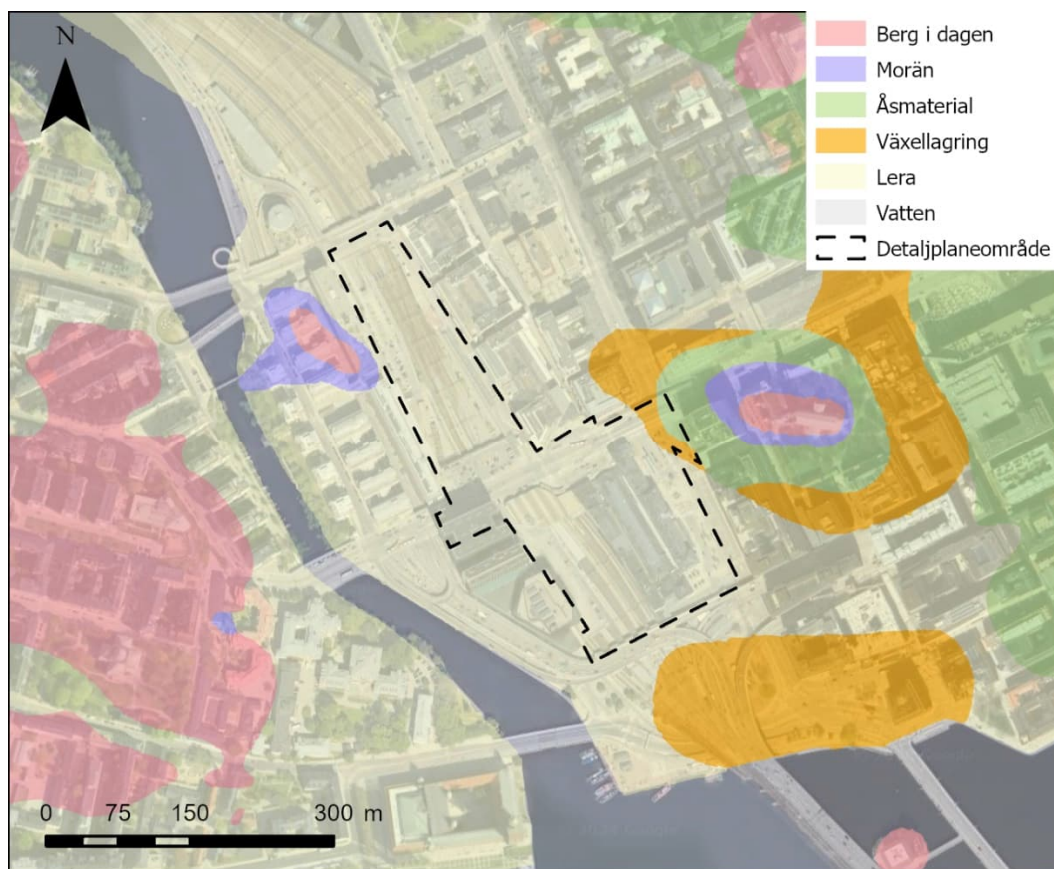 N
Berg i dagen
Morän
Åsmaterial
Växellagring
Lera
Vatten
Detaljplaneområde
0 75 150 300 m